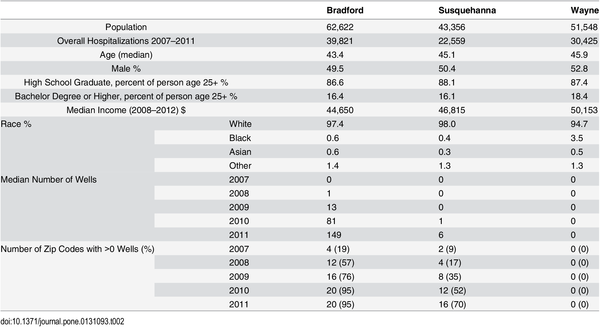 Bradford Susquehanna Wayne
Population 62,622 43,356 51,548
Overall Hospitalizations 2007–2011 39,821 22,559 30,425
Age (median) 43.4 45.1 45.9
Male % 49.5 50.4 52.8
High School Graduate, percent of person age 25+ % 86.6 88.1 87.4
Bachelor Degree or Higher, percent of person age 25+ % 16.4 16.1 18.4
Median Income (2008–2012) $ 44,650 46,815 50,153
Race % White 97.4 98.0 94.7
Black 0.6 0.4 3.5
Asian 0.6 0.3 0.5
Other 1.4 1.3 1.3
Median Number of Wells 2007 0 0 0
2008 1 0 0
2009 13 0 0
2010 81 1 0
2011 149 6 0
Number of Zip Codes with >0 Wells (%) 2007 4 (19) 2 (9) 0 (0)
2008 12 (57) 4 (17) 0 (0)
2009 16 (76) 8 (35) 0 (0)
2010 20 (95) 12 (52) 0 (0)
2011 20 (95) 16 (70) 0 (0)
doi:10.1371/journal.pone.0131093.t002